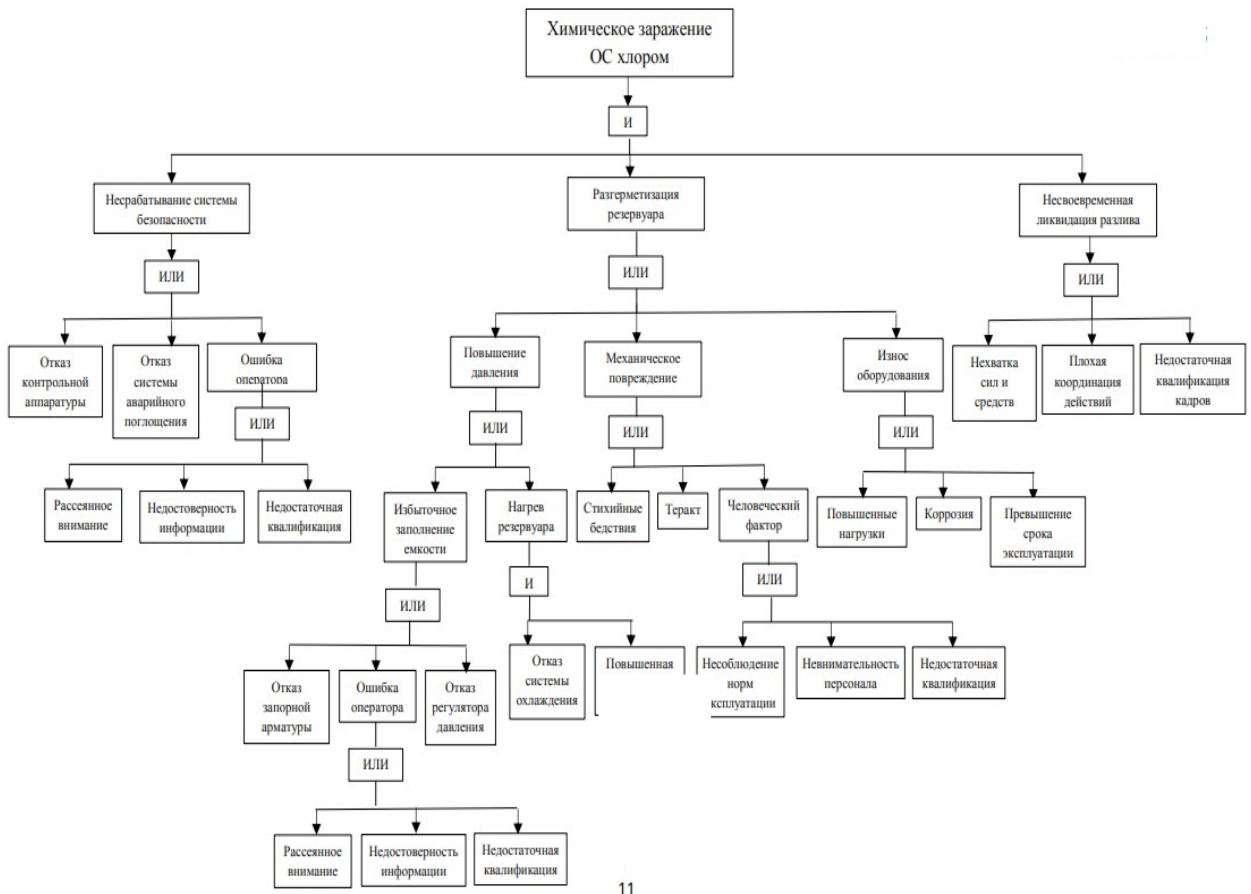 Химическое заражение
ОС хлором
И
Несрабатывание системы
безопасности
Разгерметизация
резервуара
Несвоевременная
ликвидация разлива
ИЛИ
ИЛИ
ИЛИ
Отказ
контрольной
аппаратуры
Отказ
системы
аварийного
поглощения
Ошибка
оператора
Повышение
давления
Механическое
повреждение
Износ
оборудования
Нехватка
сил и
средств
Плохая
координация
действий
Недостаточная
квалификация
кадров
ИЛИ
ИЛИ
ИЛИ
ИЛИ
Рассеянное
внимание
Недостоверность
информации
Недостаточная
квалификация
Избыточное
заполнение
емкости
Нагрев
резервуара
Стихийные
бедствия
Теракт
Человеческий
фактор
Повышенные
нагрузки
Коррозия
Превышение
срока
эксплуатации
ИЛИ
И
ИЛИ
Отказ
запорной
арматуры
Ошибка
оператора
Отказ
регулятора
давления
Отказ
системы
охлаждения
Повышенная
Несоблюдение
норм
ксплуатации
Невнимательность
персонала
Недостаточная
квалификация
ИЛИ
Рассеянное
внимание
Недостоверность
информации
Недостаточная
квалификация
11